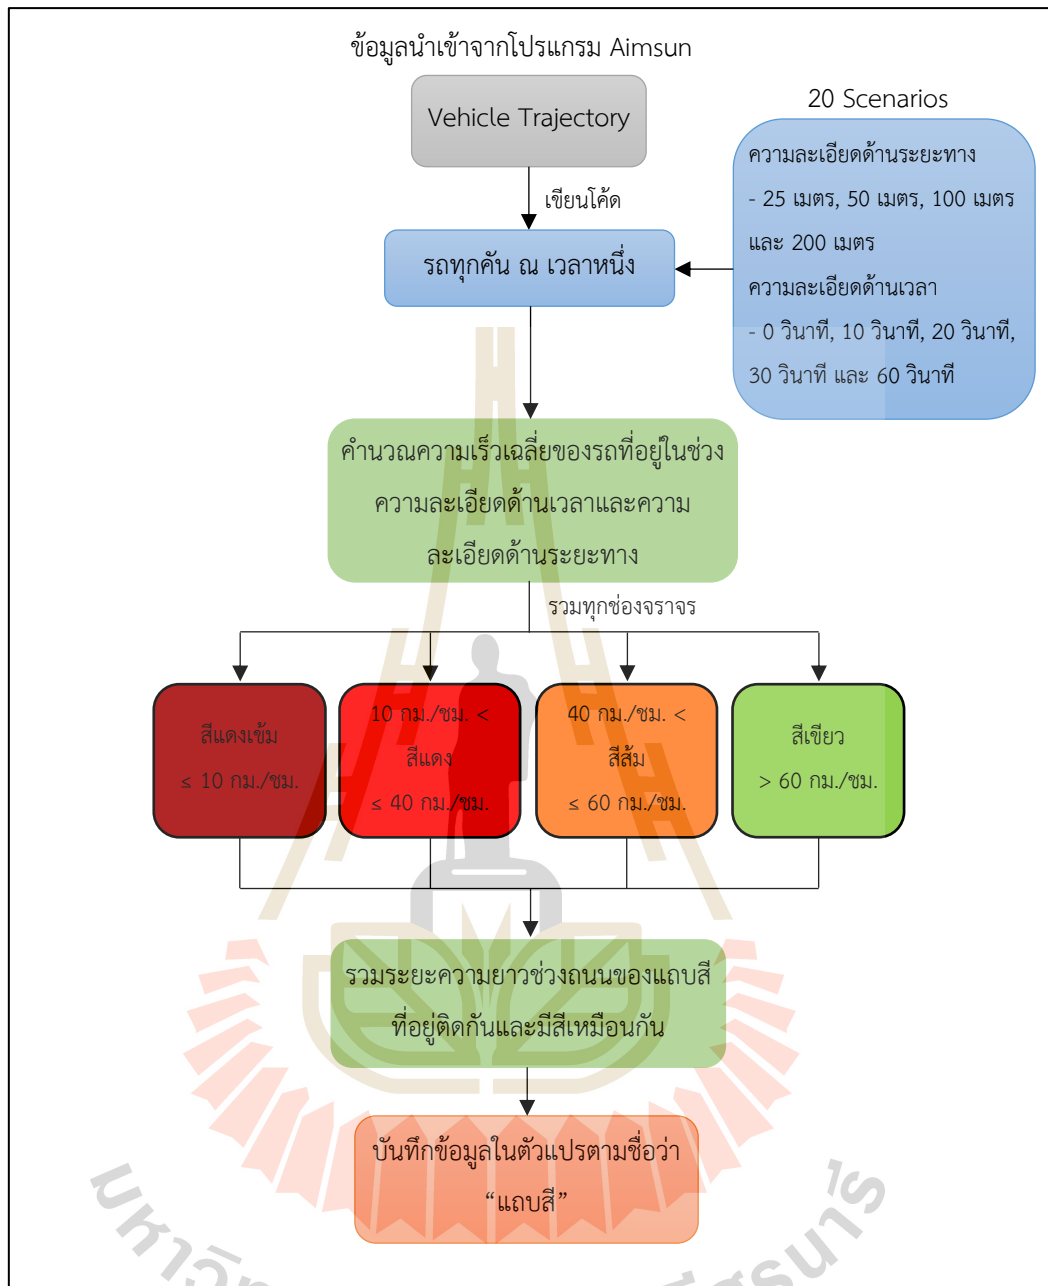 ข้อมูลนำเข้าจากโปรแกรม Aimsun
Vehicle Trajectory
20 Scenarios
ความละเอียดด้านระยะทาง
- 25 เมตร, 50 เมตร, 100 เมตร
และ 200 เมตร
ความละเอียดด้านเวลา
- 0 วินาที, 10 วินาที, 20 วินาที,
30 วินาที และ 60 วินาที
เขียนโค้ด
รถทุกคัน ณ เวลาหนึ่ง
คำนวณความเร็วเฉลี่ยของรถที่อยู่ในช่วง
ความละเอียดด้านเวลาและความ
ละเอียดด้านระยะทาง
รวมทุกช่องจราจร
สีแดงเข้ม
≤ 10 กม./ชม.
10 กม./ชม. <
สีแดง
≤ 40 กม./ชม.
40 กม./ชม. <
สีส้ม
≤ 60 กม./ชม.
สีเขียว
> 60 กม./ชม.
รวมระยะความยาวช่วงถนนของแถบสี
ที่อยู่ติดกันและมีสีเหมือนกัน
บันทึกข้อมูลในตัวแปรตามชื่อว่า
“แถบสี”